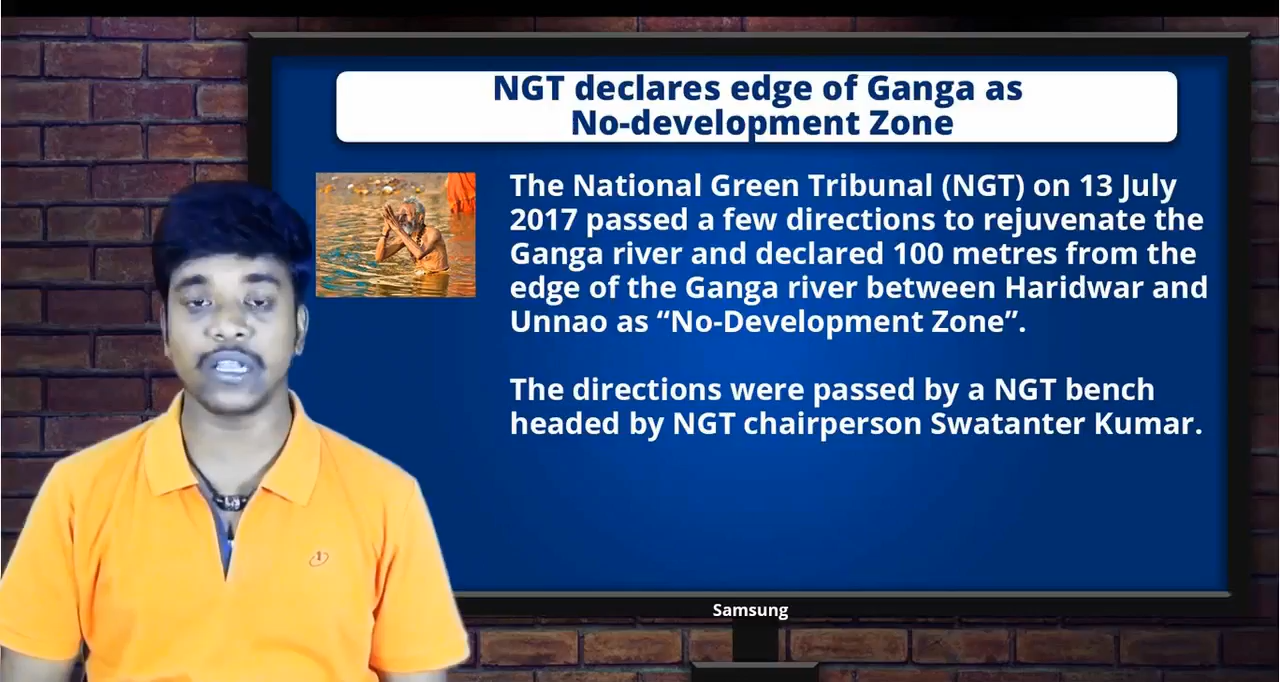 NGT declares edge of Ganga as
No-development Zone
The National Green Tribunal (NGT) on 13 July
2017 passed a few directions to rejuvenate the
Ganga river and declared 100 metres from the
edge of the Ganga river between Haridwar and
Unnao as “No-Development Zone”.
The directions were passed by a NGT bench
headed by NGT chairperson Swatanter Kumar.
Samsung